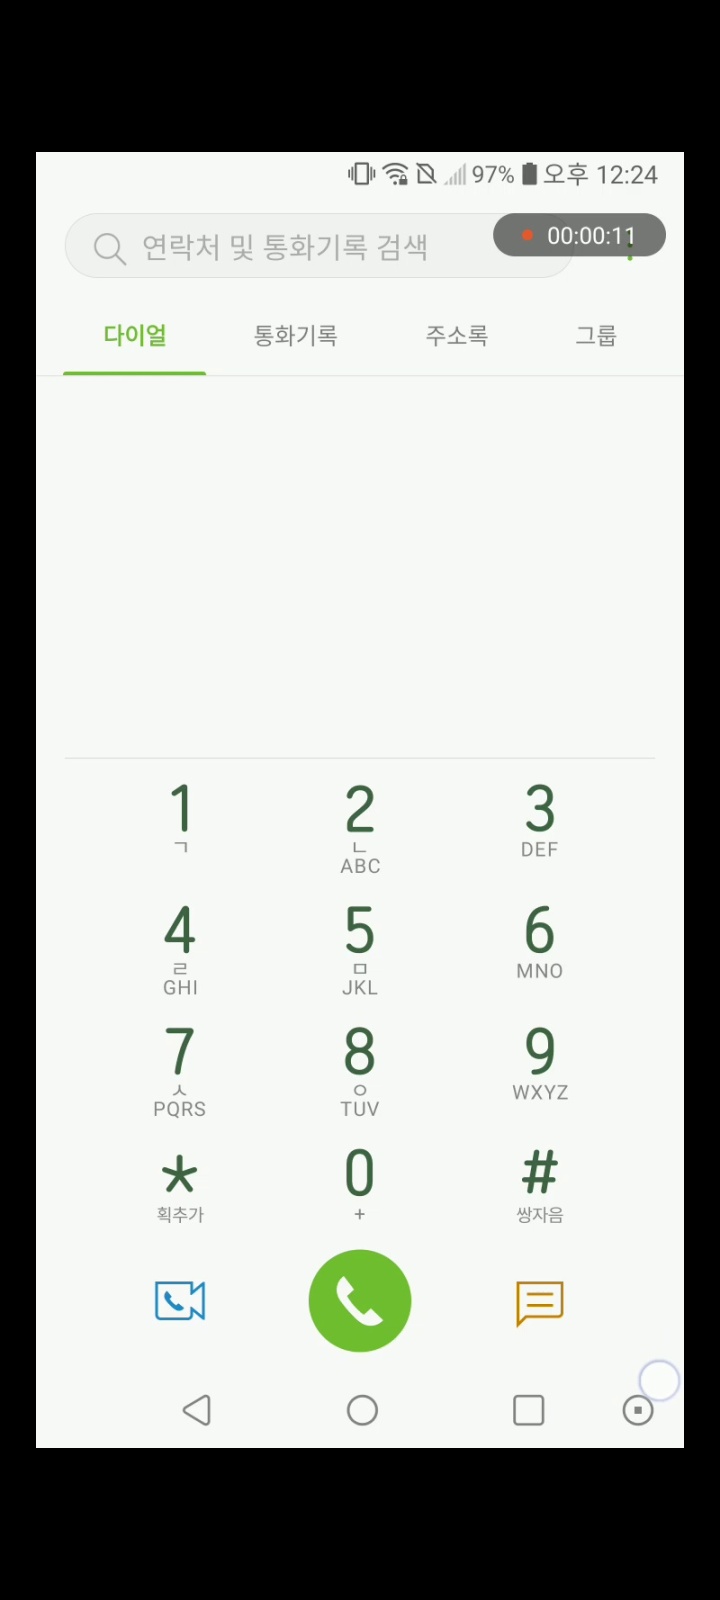 97% 오후 12:24
연락처 및 통화기록 검색 00:00:11
다이얼 통화기록 주소록 그룹
1 2 3
ㄱ ㄴ DEF
ABC
4 5 6
ㄹ ㅁ MNO
GHI JKL
7 8 9
ㅅ ㅇ WXYZ
PQRS TUV
* 0 #
획추가 + 쌍자음